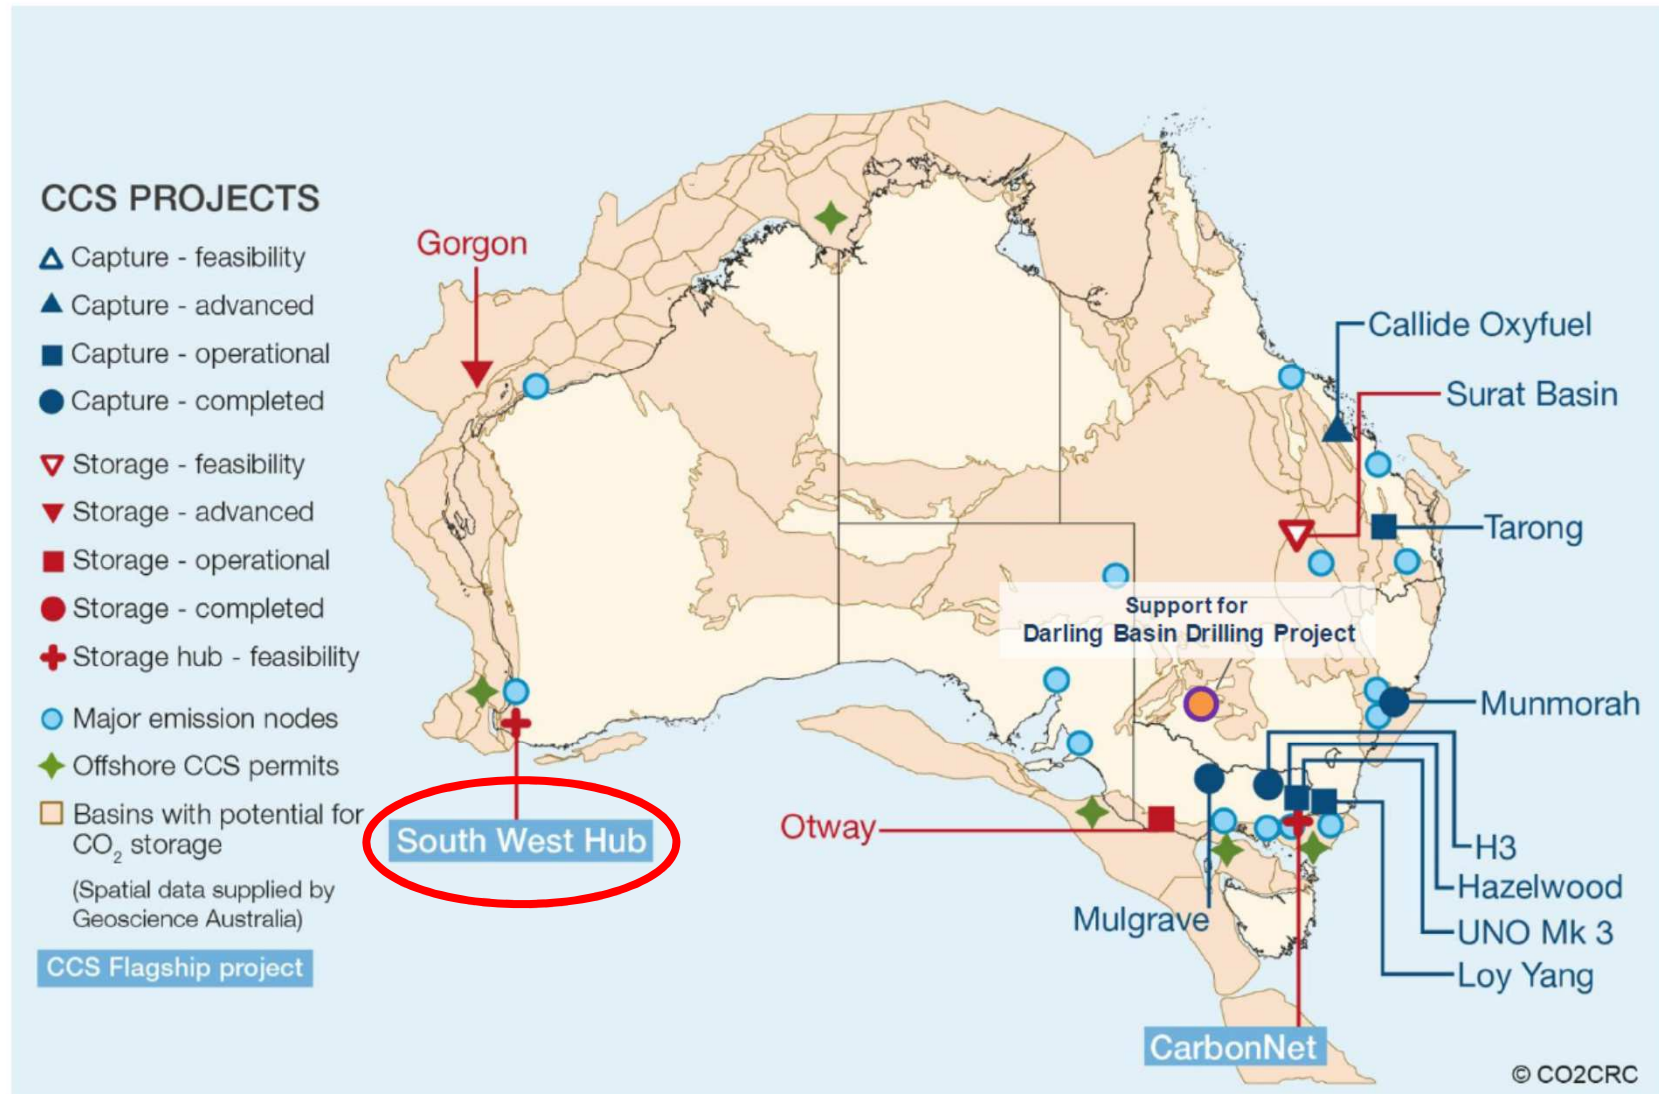 CCS PROJECTS
Capture - feasibility
Capture - advanced
Capture - operational
Capture - completed
Storage - feasibility
Storage - advanced
Storage - operational
Storage - completed
Storage hub - feasibility
Major emission nodes
Offshore CCS permits
Basins with potential for
CO2 storage
(Spatial data supplied by
Geoscience Australia)
CCS Flagship project
Gorgon
Callide Oxyfuel
Surat Basin
Tarong
Support for
Darling Basin Drilling Project
Munmorah
South West Hub
Otway
Mulgrave
H3
Hazelwood
UNO Mk 3
Loy Yang
CarbonNet
© CO2CRC